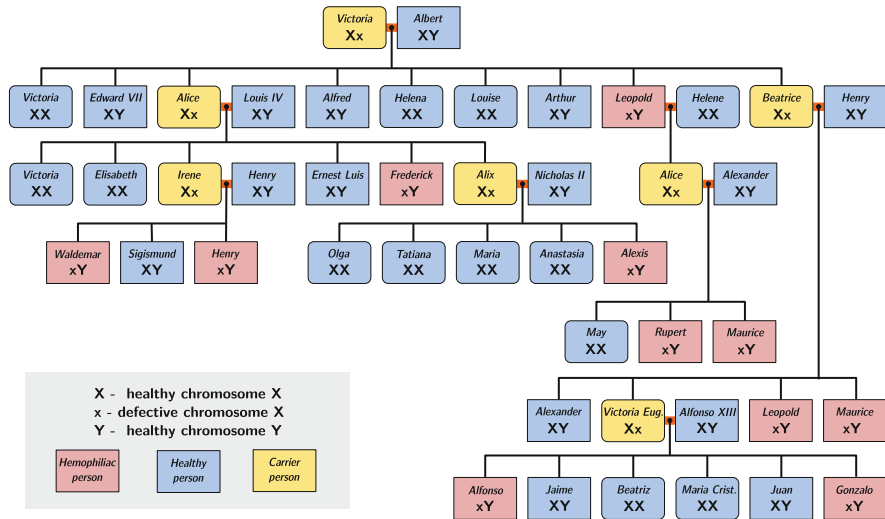 Victoria Albert
Xx XY
Victoria Edward VII Alice Louis IV Alfred Helena Louise Arthur Leopold Helene Beatrice Henry
XX XY Xx XY XY XX XX XY xY XX Xx XY
Victoria Elisabeth Irene Henry Ernest Luis Frederick Alix Nicholas II Alice Alexander
XX XX Xx XY XY xY Xx XY Xx XY
Waldemar Sigismund Henry Olga Tatiana Maria Anastasia Alexis
xY XY xY XX XX XX XX xY
May Rupert Maurice
XX xY xY
Alexander Victoria Eug. Alfonso XIII Leopold Maurice
XY Xx XY xY xY
Alfonso Jaime Beatriz Maria Crist. Juan Gonzalo
xY XY XX XX XY xY
X - healthy chromosome X
x - defective chromosome X
Y - healthy chromosome Y
Hemophiliac Healthy Carrier
person person person